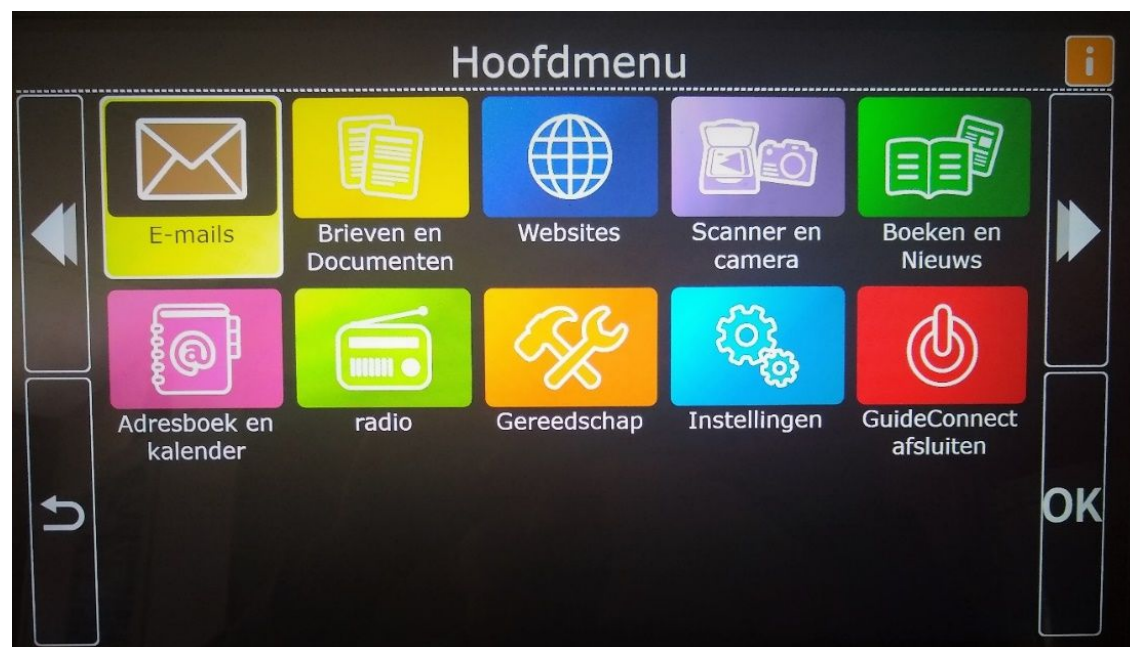 Hoofdmenu
i
E-mails
Brieven en
Documenten
Websites
Scanner en
camera
Boeken en
Nieuws
Adresboek en
kalender
radio
Gereedschap
Instellingen
GuideConnect
afsluiten
OK